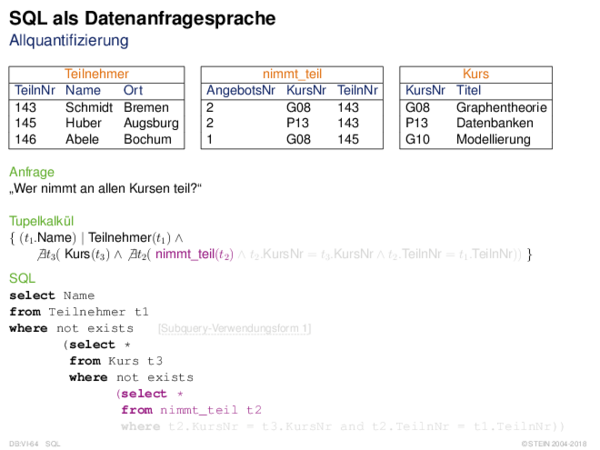 SQL als Datenanfragesprache
Allquantifizierung
Teilnehmer
TeilnNr Name Ort
143 Schmidt Bremen
145 Huber Augsburg
146 Abele Bochum
nimmt_teil
AngebotsNr KursNr TeilnNr
2 G08 143
2 P13 143
1 G08 145
Kurs
KursNr Titel
G08 Graphentheorie
P13 Datenbanken
G10 Modellierung
Anfrage
„Wer nimmt an allen Kursen teil?“
Tupelkalkül
{ (t₁.Name) | Teilnehmer(t₁) ∧
∄t₃( Kurs(t₃) ∧ ∄t₂( nimmt_teil(t₂) ∧ t₂.KursNr = t₃.KursNr ∧ t₂.TeilnNr = t₁.TeilnNr)) }
SQL
select Name
from Teilnehmer t1
where not exists [Subquery-Verwendungsform 1]
(select *
from Kurs t3
where not exists
(select *
from nimmt_teil t2
where t2.KursNr = t3.KursNr and t2.TeilnNr = t1.TeilnNr))
DB:VI-64 SQL
© STEIN 2004-2018